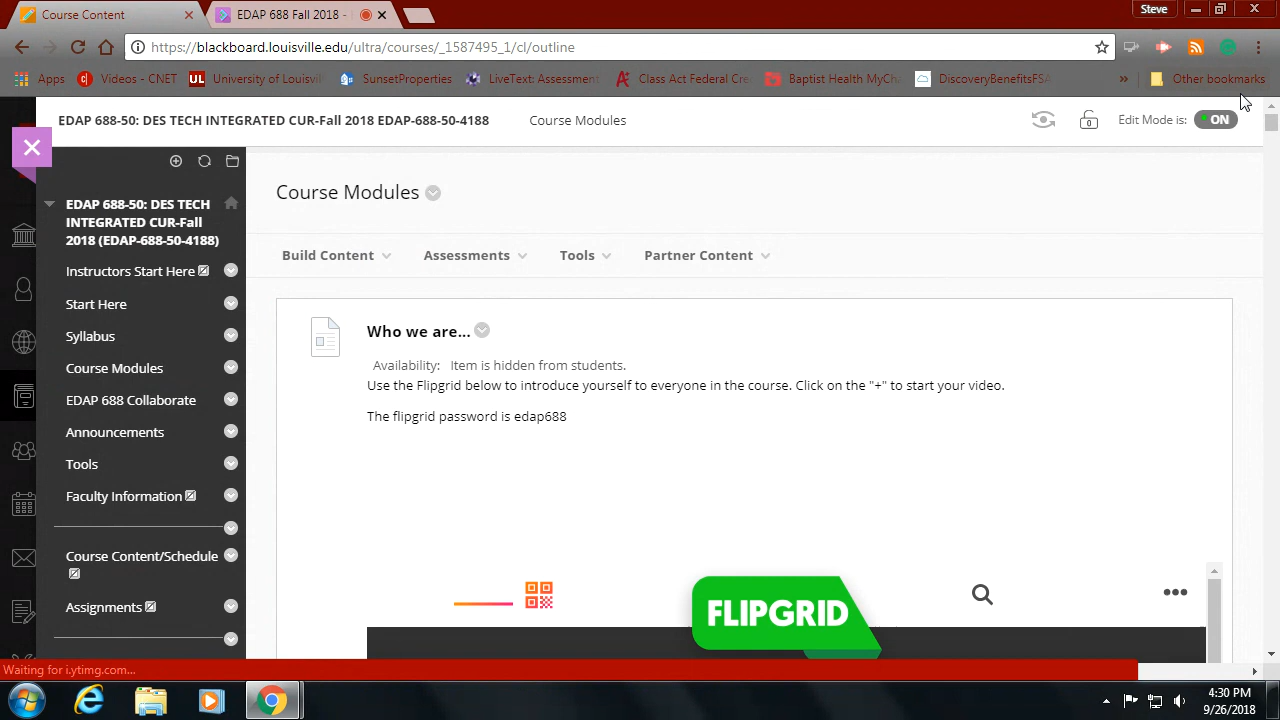 Course Content
EDAP 688 Fall 2018 -
Steve
https://blackboard.louisville.edu/ultra/courses/_1587495_1/cl/outline
Apps
Videos - CNET
University of Louisvil
SunsetProperties
LiveText: Assessment
Class Act Federal Cre
Baptist Health MyCha
DiscoveryBenefitsFSA
»
Other bookmarks
EDAP 688-50: DES TECH INTEGRATED CUR-Fall 2018 EDAP-688-50-4188
Course Modules
Edit Mode is:
ON
EDAP 688-50: DES TECH
INTEGRATED CUR-Fall
2018 (EDAP-688-50-4188)
Instructors Start Here
Start Here
Syllabus
Course Modules
EDAP 688 Collaborate
Announcements
Tools
Faculty Information
Course Content/Schedule
Assignments
Course Modules
Build Content
Assessments
Tools
Partner Content
Who we are...
Availability: Item is hidden from students.
Use the Flipgrid below to introduce yourself to everyone in the course. Click on the "+" to start your video.
The flipgrid password is edap688
FLIPGRID
Waiting for i.ytimg.com...
4:30 PM
9/26/2018